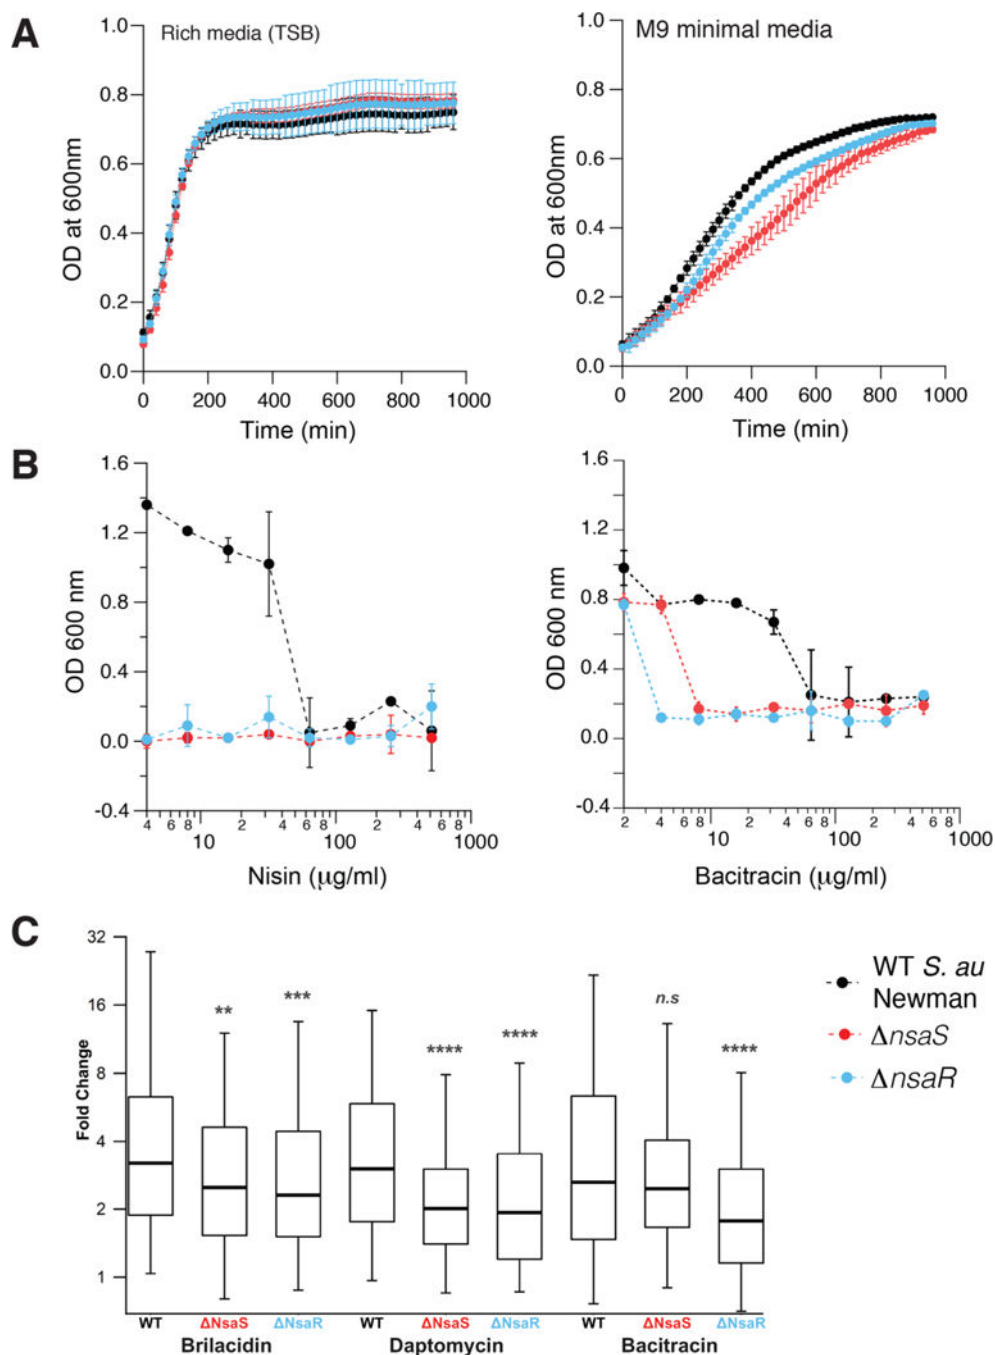 A
Rich media (TSB)
1.0
0.8
0.6
0.4
0.2
0.0
OD at 600nm
0 200 400 600 800 1000
Time (min)
M9 minimal media
1.0
0.8
0.6
0.4
0.2
0.0
OD at 600nm
0 200 400 600 800 1000
Time (min)
B
1.6
1.2
0.8
0.4
0.0
-0.4
OD 600 nm
4 6 8 2 4 6 8 2 4 6 8
10 100 1000
Nisin (μg/ml)
1.6
1.2
0.8
0.4
0.0
-0.4
OD 600 nm
2 4 6 8 2 4 6 8 2 4 6
10 100 1000
Bacitracin (μg/ml)
C
32
16
8
4
2
1
Fold Change
** *** **** **** n.s ****
WT ΔNsaS ΔNsaR WT ΔNsaS ΔNsaR WT ΔNsaS ΔNsaR
Brilacidin Daptomycin Bacitracin
WT S. au
Newman
ΔnsaS
ΔnsaR